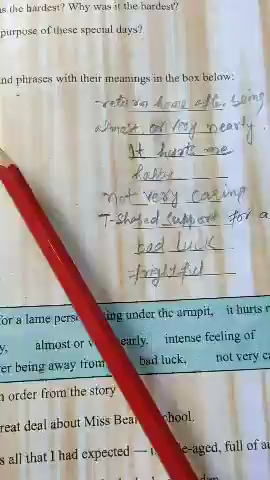 s the hardest? Why was it the hardest?
purpose of these special days?
nd phrases with their meanings in the box below:
return home after being
almost or very nearly
It hurts me
habby
not very caring
T-shaped support for a
bad luck
frightful
for a lame pers ing under the armpit, it hurts
y, almost or v early, intense feeling of
er being away from bad luck, not very
order from the story
reat deal about Miss Bea chool.
s all that I had expected — e-aged, full of